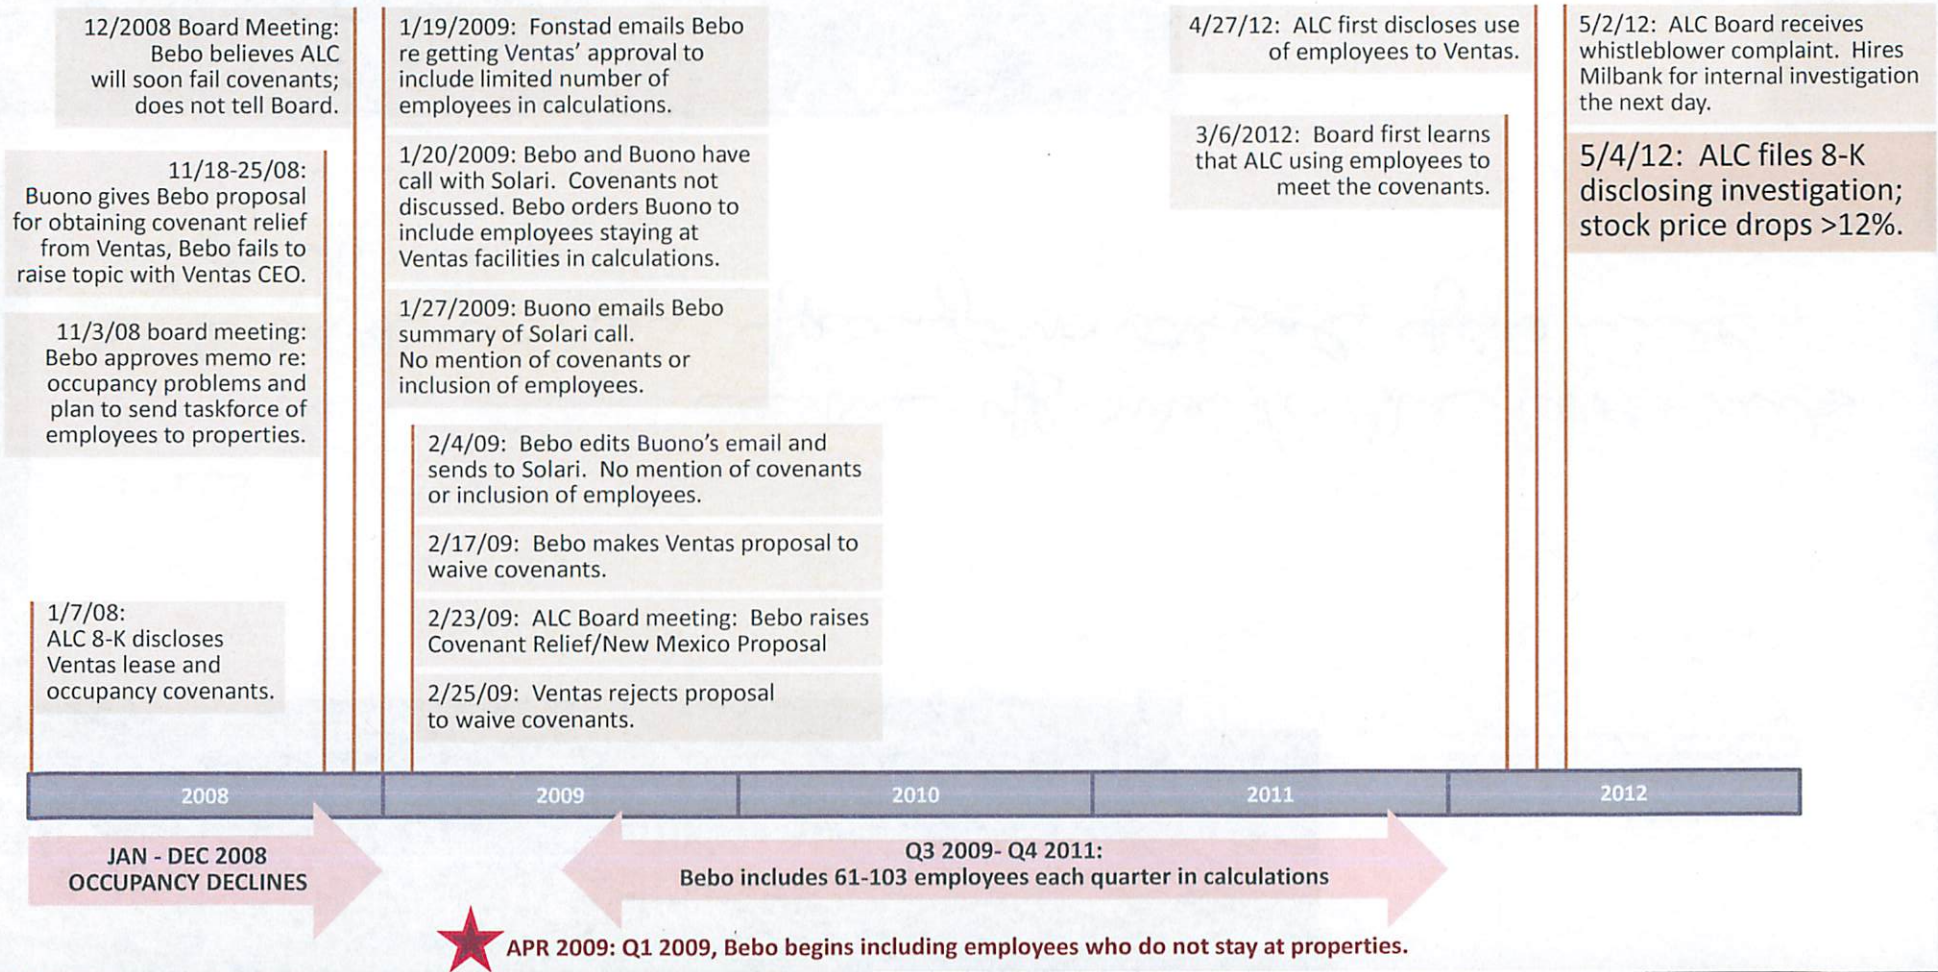 12/2008 Board Meeting:
Bebo believes ALC
will soon fail covenants;
does not tell Board.
11/18-25/08:
Buono gives Bebo proposal
for obtaining covenant relief
from Ventas, Bebo fails to
raise topic with Ventas CEO.
11/3/08 board meeting:
Bebo approves memo re:
occupancy problems and
plan to send taskforce of
employees to properties.
1/7/08:
ALC 8-K discloses
Ventas lease and
occupancy covenants.
1/19/2009: Fonstad emails Bebo
re getting Ventas' approval to
include limited number of
employees in calculations.
1/20/2009: Bebo and Buono have
call with Solari. Covenants not
discussed. Bebo orders Buono to
include employees staying at
Ventas facilities in calculations.
1/27/2009: Buono emails Bebo
summary of Solari call.
No mention of covenants or
inclusion of employees.
2/4/09: Bebo edits Buono's email and
sends to Solari. No mention of covenants
or inclusion of employees.
2/17/09: Bebo makes Ventas proposal to
waive covenants.
2/23/09: ALC Board meeting: Bebo raises
Covenant Relief/New Mexico Proposal
2/25/09: Ventas rejects proposal
to waive covenants.
4/27/12: ALC first discloses use
of employees to Ventas.
3/6/2012: Board first learns
that ALC using employees to
meet the covenants.
5/2/12: ALC Board receives
whistleblower complaint. Hires
Milbank for internal investigation
the next day.
5/4/12: ALC files 8-K
disclosing investigation;
stock price drops >12%.
2008 2009 2010 2011 2012
JAN - DEC 2008
OCCUPANCY DECLINES
Q3 2009- Q4 2011:
Bebo includes 61-103 employees each quarter in calculations
APR 2009: Q1 2009, Bebo begins including employees who do not stay at properties.